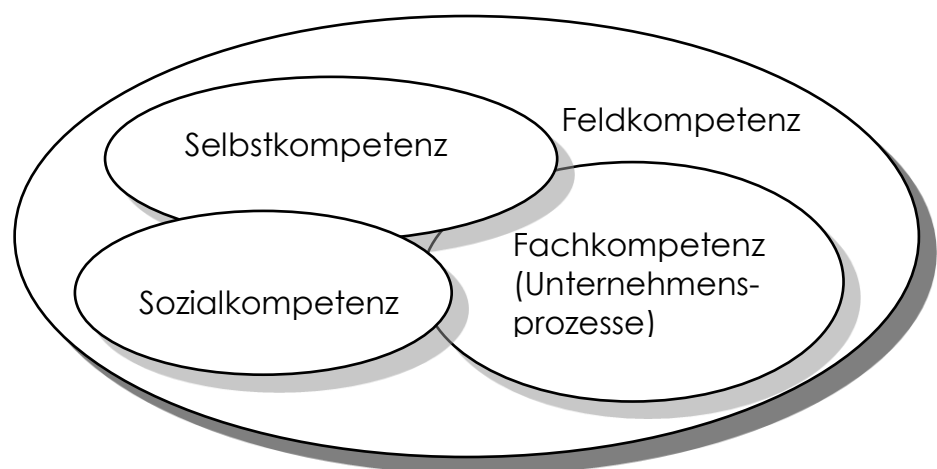 Feldkompetenz
Selbstkompetenz
Fachkompetenz
(Unternehmens-
prozesse)
Sozialkompetenz